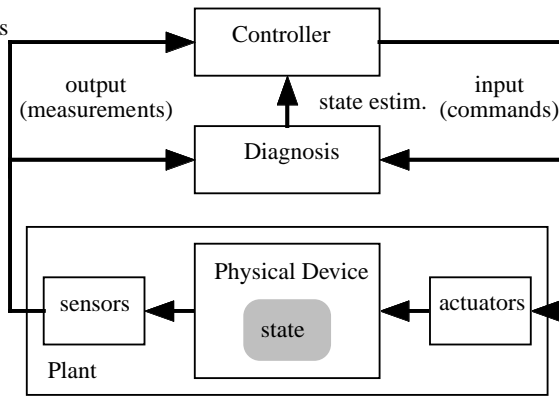 s
Controller
output
(measurements)
state estim.
input
(commands)
Diagnosis
Physical Device
sensors
state
actuators
Plant